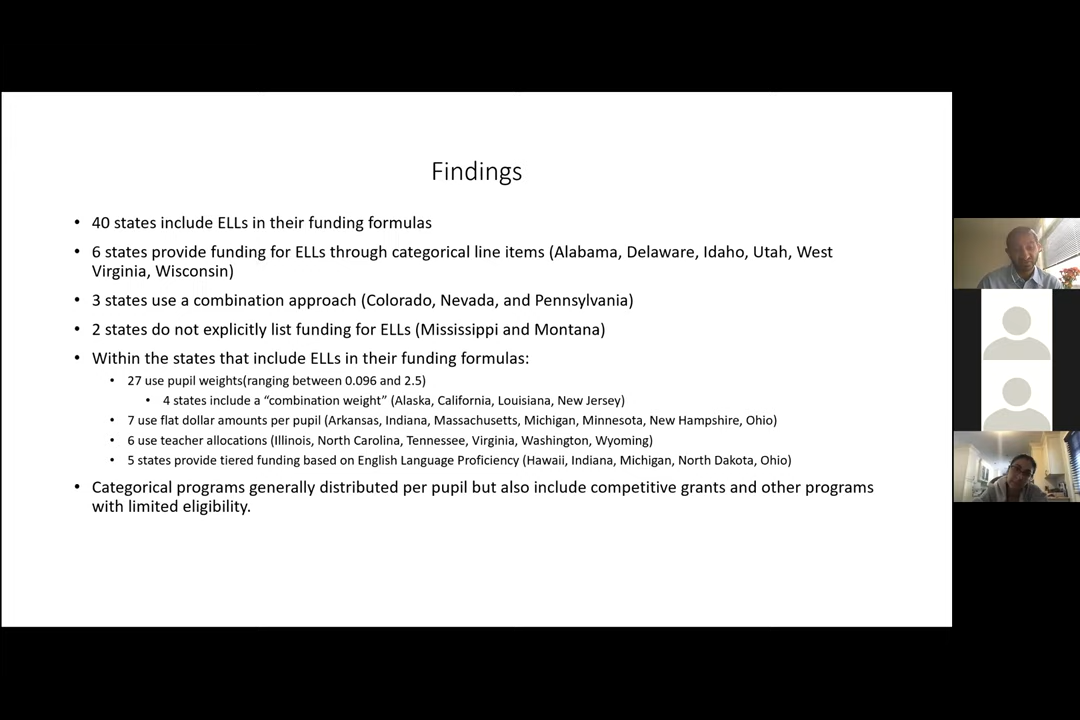 Findings
• 40 states include ELLs in their funding formulas
• 6 states provide funding for ELLs through categorical line items (Alabama, Delaware, Idaho, Utah, West
Virginia, Wisconsin)
• 3 states use a combination approach (Colorado, Nevada, and Pennsylvania)
• 2 states do not explicitly list funding for ELLs (Mississippi and Montana)
• Within the states that include ELLs in their funding formulas:
• 27 use pupil weights(ranging between 0.096 and 2.5)
• 4 states include a “combination weight” (Alaska, California, Louisiana, New Jersey)
• 7 use flat dollar amounts per pupil (Arkansas, Indiana, Massachusetts, Michigan, Minnesota, New Hampshire, Ohio)
• 6 use teacher allocations (Illinois, North Carolina, Tennessee, Virginia, Washington, Wyoming)
• 5 states provide tiered funding based on English Language Proficiency (Hawaii, Indiana, Michigan, North Dakota, Ohio)
• Categorical programs generally distributed per pupil but also include competitive grants and other programs
with limited eligibility.